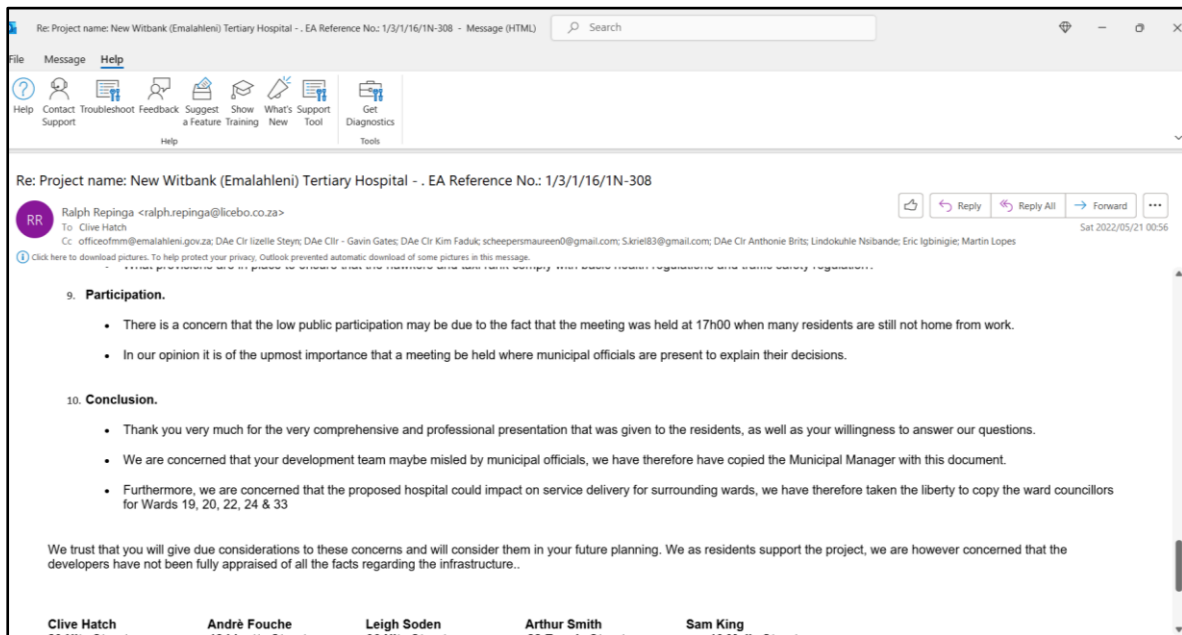 Re: Project name: New Witbank (Emalahleni) Tertiary Hospital - . EA Reference No.: 1/3/1/16/1N-308 - Message (HTML)
Search
File Message Help
Help Contact Support Troubleshoot Feedback Suggest a Feature Show Training What's New Support Tool Get Diagnostics
Help Tools
Re: Project name: New Witbank (Emalahleni) Tertiary Hospital - . EA Reference No.: 1/3/1/16/1N-308
RR
Ralph Repinga <ralph.repinga@licebo.co.za>
Reply Reply All Forward
To Clive Hatch
Sat 2022/05/21 00:56
Cc officeofmm@emalahleni.gov.za; DAe Clr lizelle Steyn; DAe Cllr - Gavin Gates; DAe Clr Kim Faduk; scheepersmaureen0@gmail.com; S.kriel83@gmail.com; DAe Clr Anthonie Brits; Lindokuhle Nsibande; Eric Igbinigie; Martin Lopes
Click here to download pictures. To help protect your privacy, Outlook prevented automatic download of some pictures in this message.
9. Participation.
• There is a concern that the low public participation may be due to the fact that the meeting was held at 17h00 when many residents are still not home from work.
• In our opinion it is of the upmost importance that a meeting be held where municipal officials are present to explain their decisions.
10. Conclusion.
• Thank you very much for the very comprehensive and professional presentation that was given to the residents, as well as your willingness to answer our questions.
• We are concerned that your development team maybe misled by municipal officials, we have therefore have copied the Municipal Manager with this document.
• Furthermore, we are concerned that the proposed hospital could impact on service delivery for surrounding wards, we have therefore taken the liberty to copy the ward councillors
for Wards 19, 20, 22, 24 & 33
We trust that you will give due considerations to these concerns and will consider them in your future planning. We as residents support the project, we are however concerned that the
developers have not been fully appraised of all the facts regarding the infrastructure..
Clive Hatch Andrè Fouche Leigh Soden Arthur Smith Sam King